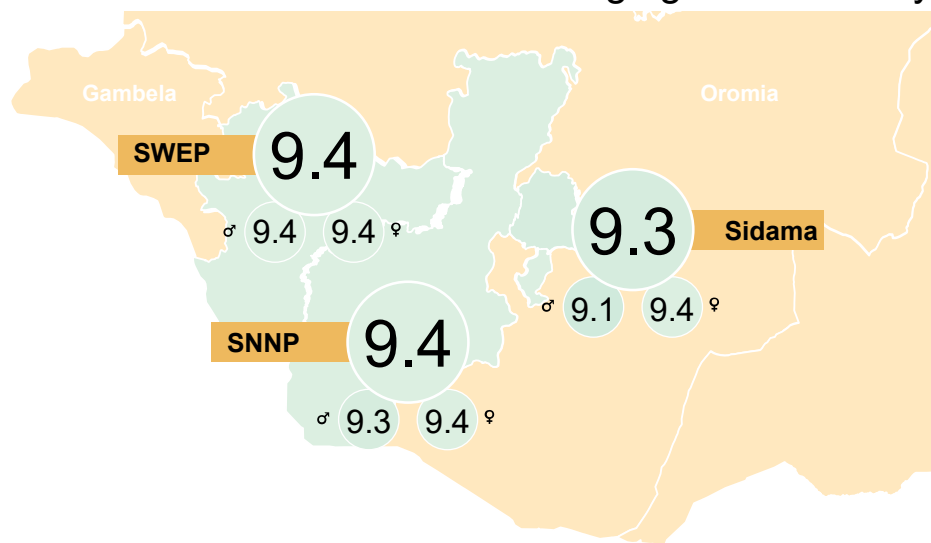 Gambela
Oromia
SWEP
9.4
♂ 9.4 9.4 ♀
9.3
Sidama
♂ 9.1 9.4 ♀
SNNP
9.4
♂ 9.3 9.4 ♀